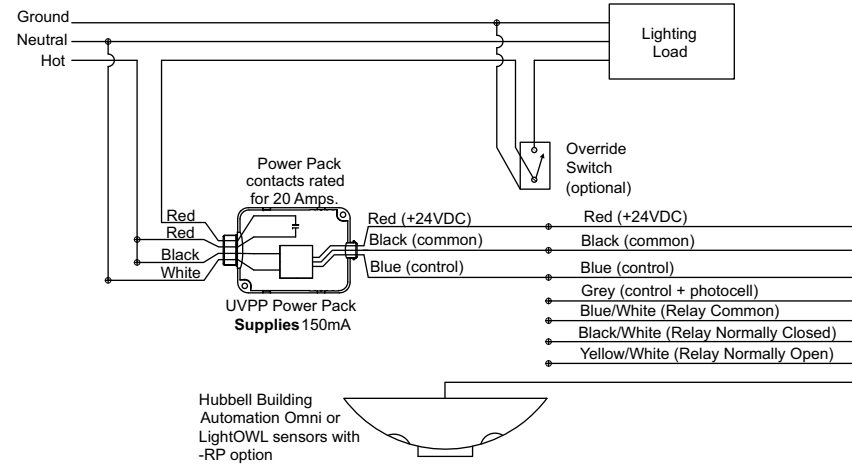 Ground
Neutral
Hot
Lighting
Load
Override
Switch
(optional)
Power Pack
contacts rated
for 20 Amps.
Red
Red
Black
White
Red (+24VDC)
Black (common)
Blue (control)
Red (+24VDC)
Black (common)
Blue (control)
Grey (control + photocell)
Blue/White (Relay Common)
Black/White (Relay Normally Closed)
Yellow/White (Relay Normally Open)
UVPP Power Pack
Supplies 150mA
Hubbell Building
Automation Omni or
LightOWL sensors with
-RP option